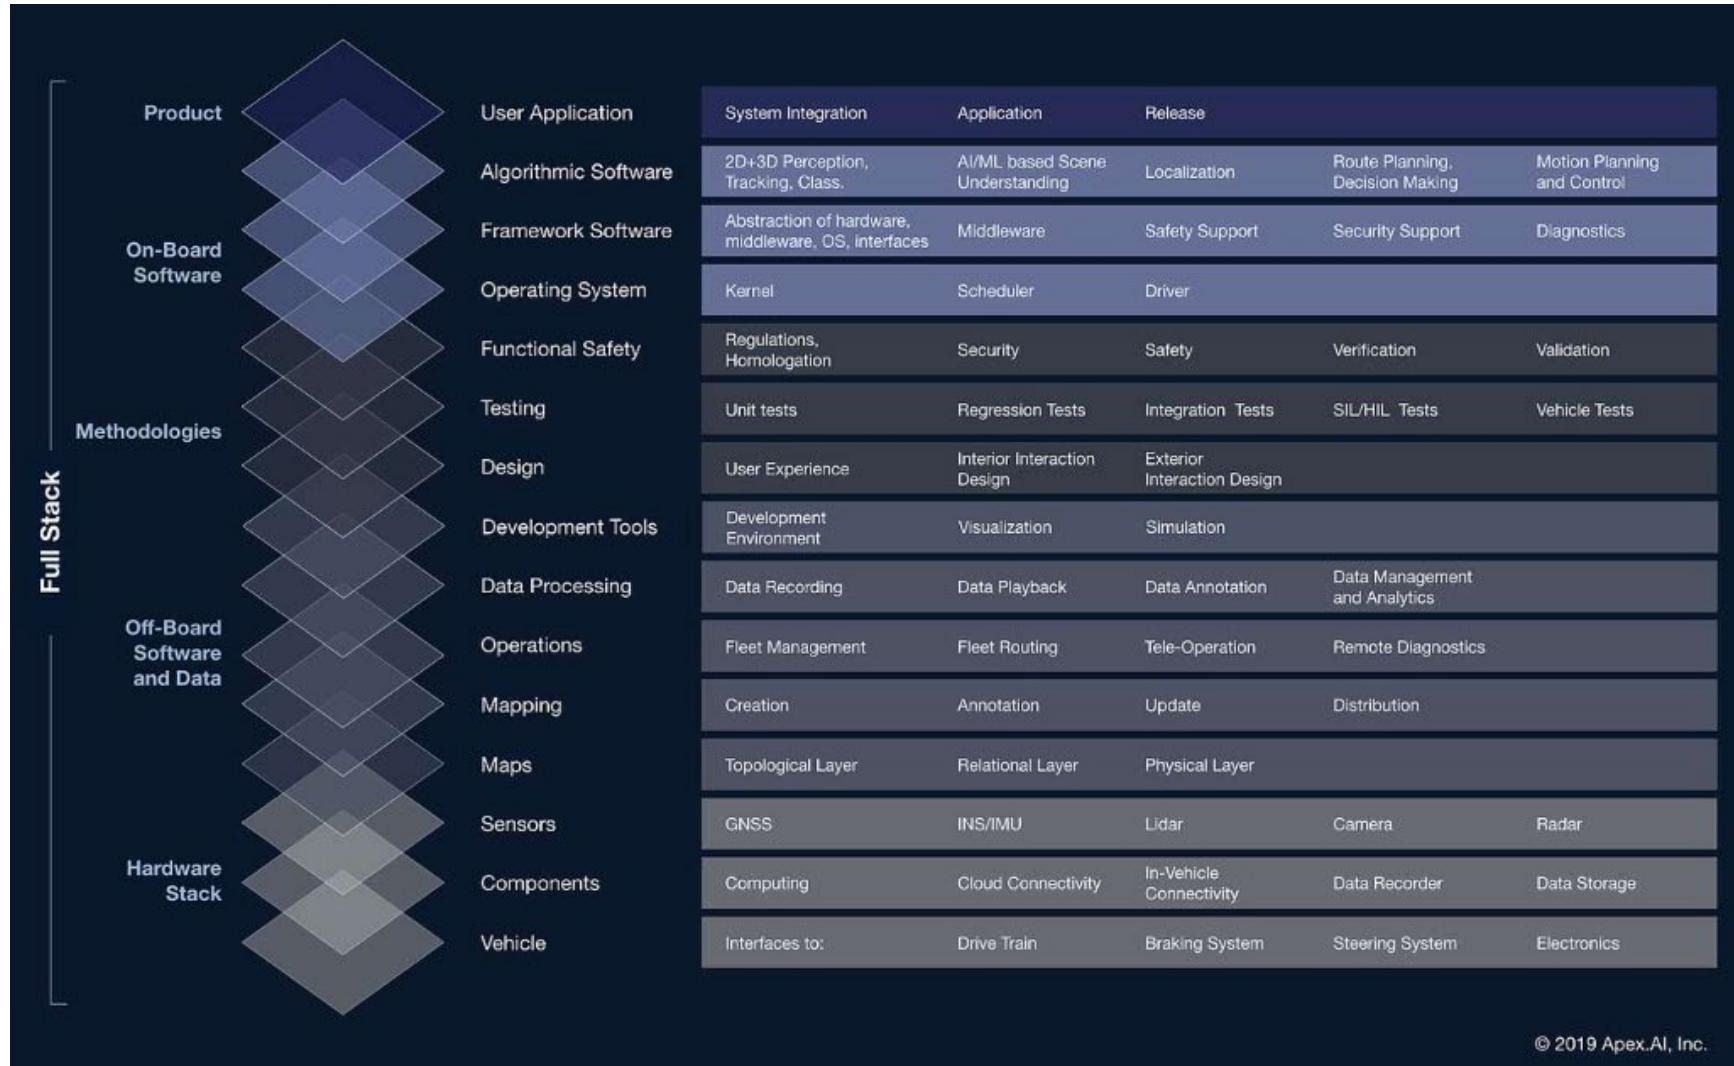 Full Stack
Product
User Application
System Integration
Application
Release
Algorithmic Software
2D+3D Perception,
Tracking, Class.
AI/ML based Scene
Understanding
Localization
Route Planning,
Decision Making
Motion Planning
and Control
On-Board
Software
Framework Software
Abstraction of hardware,
middleware, OS, interfaces
Middleware
Safety Support
Security Support
Diagnostics
Operating System
Kernel
Scheduler
Driver
Methodologies
Functional Safety
Regulations,
Homologation
Security
Safety
Verification
Validation
Testing
Unit tests
Regression Tests
Integration Tests
SIL/HIL Tests
Vehicle Tests
Design
User Experience
Interior Interaction
Design
Exterior
Interaction Design
Off-Board
Software
and Data
Development Tools
Development
Environment
Visualization
Simulation
Data Processing
Data Recording
Data Playback
Data Annotation
Data Management
and Analytics
Operations
Fleet Management
Fleet Routing
Tele-Operation
Remote Diagnostics
Mapping
Creation
Annotation
Update
Distribution
Maps
Topological Layer
Relational Layer
Physical Layer
Hardware
Stack
Sensors
GNSS
INS/IMU
Lidar
Camera
Radar
Components
Computing
Cloud Connectivity
In-Vehicle
Connectivity
Data Recorder
Data Storage
Vehicle
Interfaces to:
Drive Train
Braking System
Steering System
Electronics
© 2019 Apex.AI, Inc.